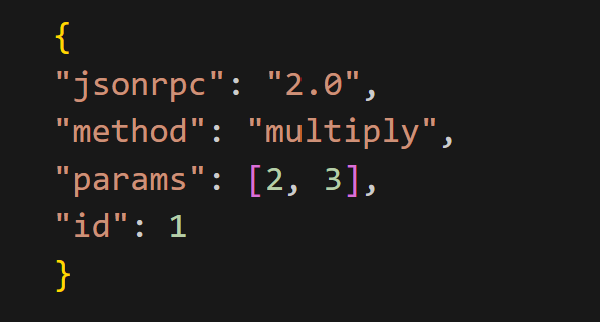 {
"jsonrpc": "2.0",
"method": "multiply",
"params": [2, 3],
"id": 1
}